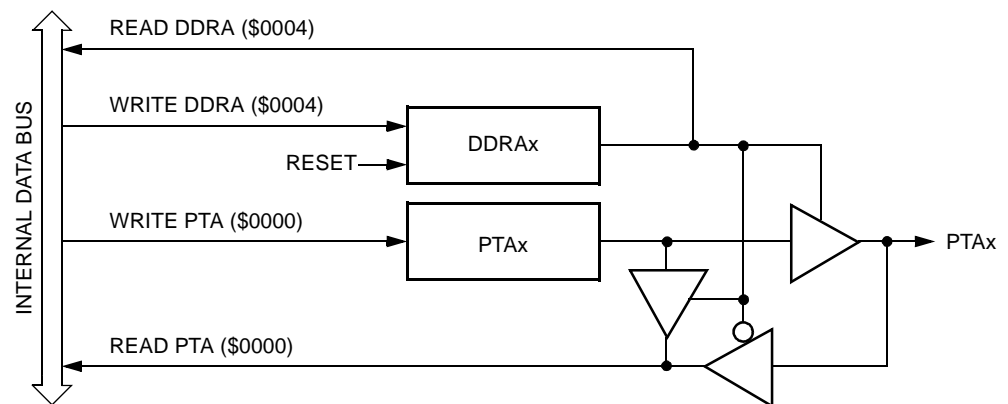 READ DDRA ($0004)
WRITE DDRA ($0004)
DDRAx
RESET
WRITE PTA ($0000)
PTAx
PTAx
READ PTA ($0000)
INTERNAL DATA BUS